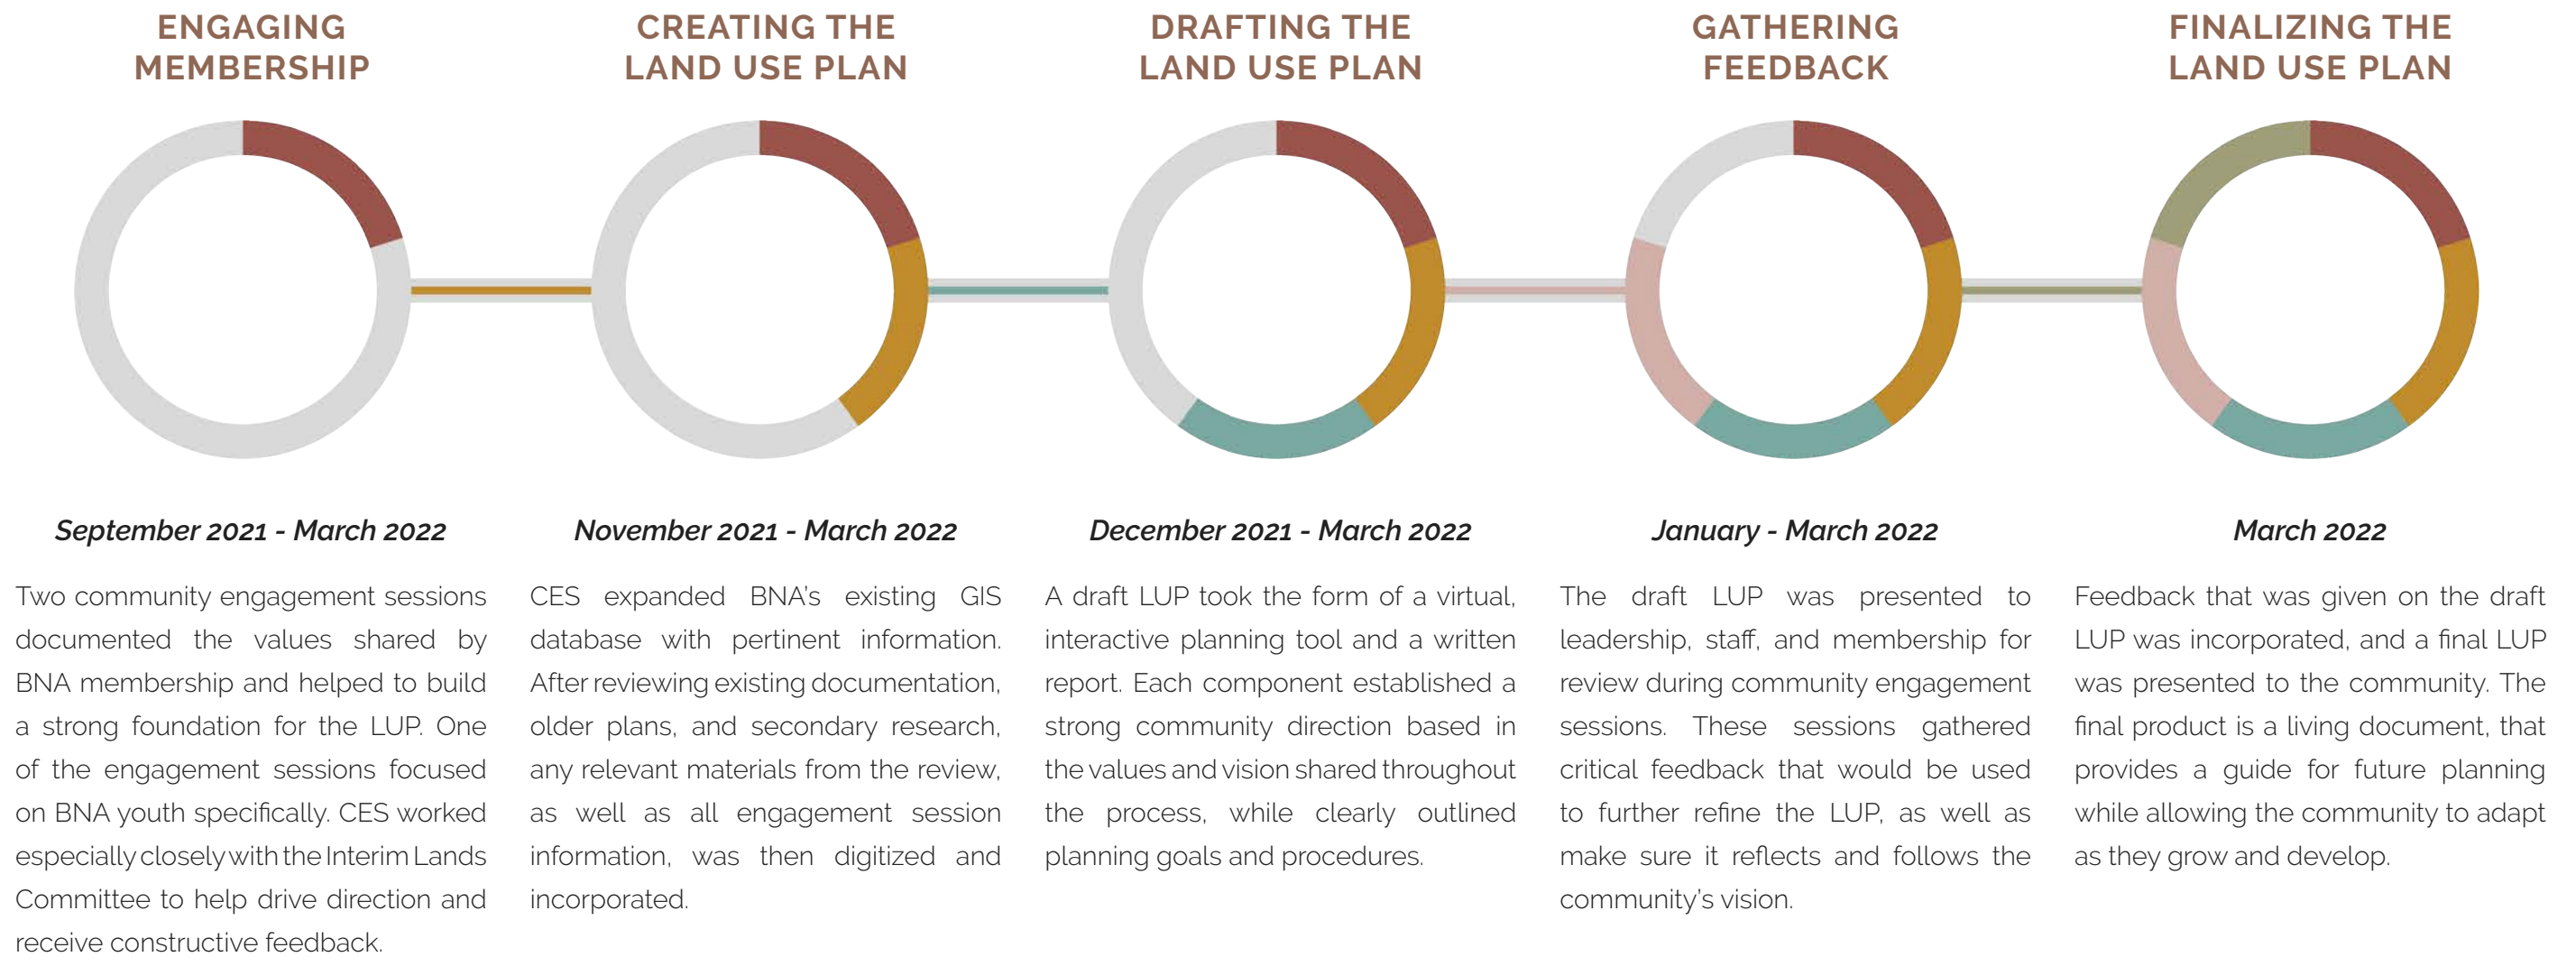 ENGAGING
MEMBERSHIP
September 2021 - March 2022
Two community engagement sessions
documented the values shared by
BNA membership and helped to build
a strong foundation for the LUP. One
of the engagement sessions focused
on BNA youth specifically. CES worked
especially closely with the Interim Lands
Committee to help drive direction and
receive constructive feedback.
CREATING THE
LAND USE PLAN
November 2021 - March 2022
CES expanded BNA's existing GIS
database with pertinent information.
After reviewing existing documentation,
older plans, and secondary research,
any relevant materials from the review,
as well as all engagement session
information, was then digitized and
incorporated.
DRAFTING THE
LAND USE PLAN
December 2021 - March 2022
A draft LUP took the form of a virtual,
interactive planning tool and a written
report. Each component established a
strong community direction based in
the values and vision shared throughout
the process, while clearly outlined
planning goals and procedures.
GATHERING
FEEDBACK
January - March 2022
The draft LUP was presented to
leadership, staff, and membership for
review during community engagement
sessions. These sessions gathered
critical feedback that would be used
to further refine the LUP, as well as
make sure it reflects and follows the
community's vision.
FINALIZING THE
LAND USE PLAN
March 2022
Feedback that was given on the draft
LUP was incorporated, and a final LUP
was presented to the community. The
final product is a living document, that
provides a guide for future planning
while allowing the community to adapt
as they grow and develop.